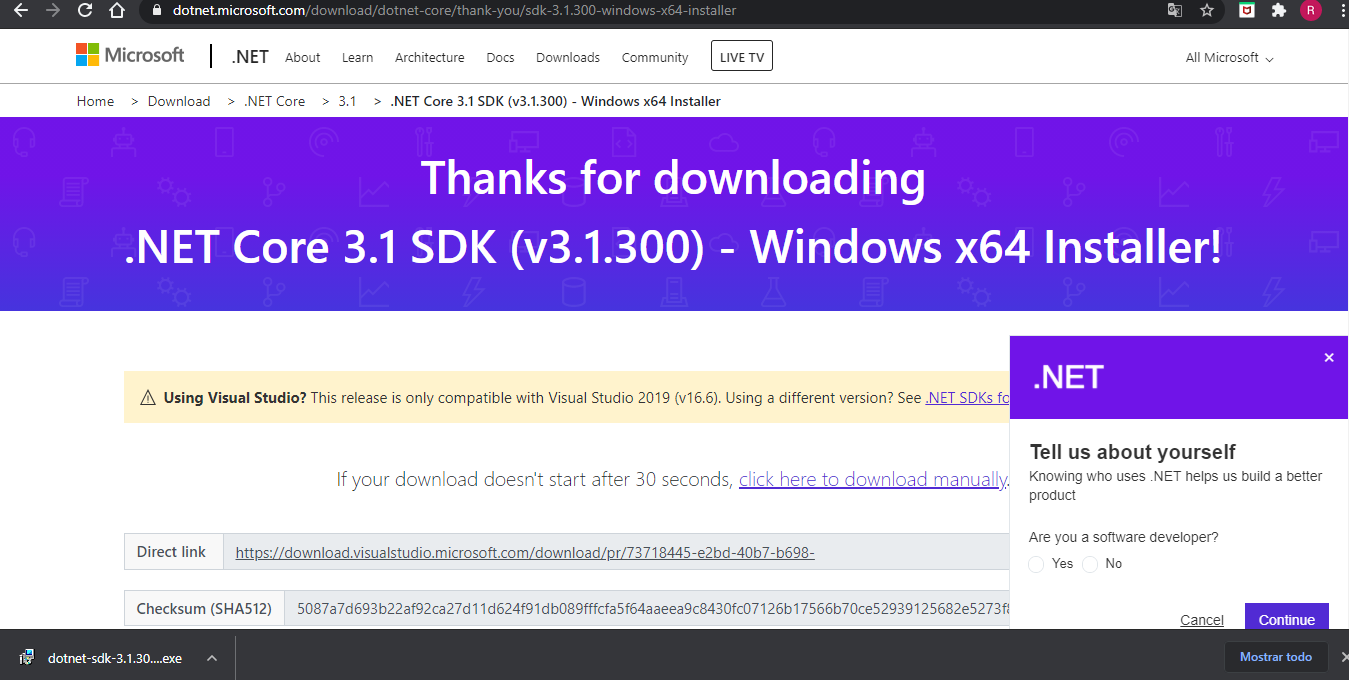 dotnet.microsoft.com/download/dotnet-core/thank-you/sdk-3.1.300-windows-x64-installer
R
Microsoft .NET About Learn Architecture Docs Downloads Community LIVE TV All Microsoft
Home > Download > .NET Core > 3.1 > .NET Core 3.1 SDK (v3.1.300) - Windows x64 Installer
Thanks for downloading
.NET Core 3.1 SDK (v3.1.300) - Windows x64 Installer!
Using Visual Studio? This release is only compatible with Visual Studio 2019 (v16.6). Using a different version? See .NET SDKs fo
If your download doesn't start after 30 seconds, click here to download manually.
Direct link https://download.visualstudio.microsoft.com/download/pr/73718445-e2bd-40b7-b698-
Checksum (SHA512) 5087a7d693b22af92ca27d11d624f91db089fffcfa5f64aaeea9c8430fc07126b17566b70ce52939125682e5273f8
.NET
Tell us about yourself
Knowing who uses .NET helps us build a better
product
Are you a software developer?
Yes No
Cancel Continue
dotnet-sdk-3.1.30....exe Mostrar todo